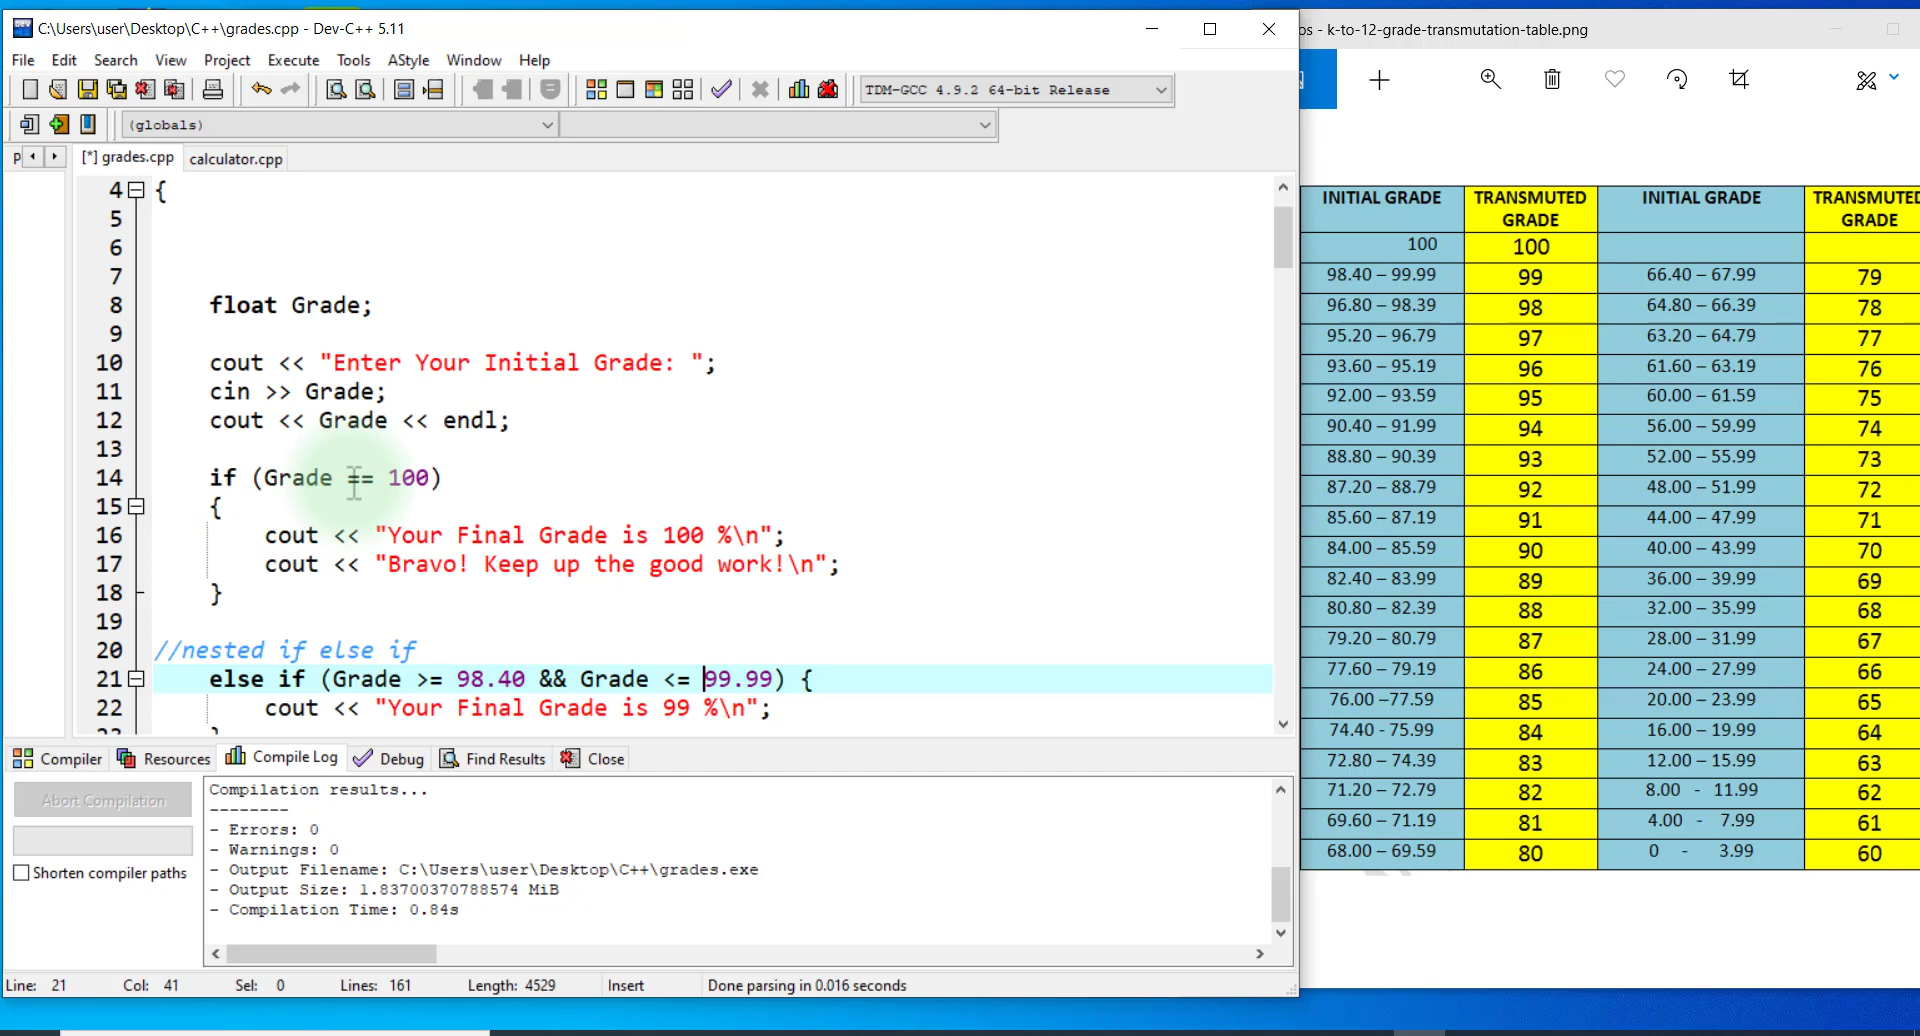 C:\Users\user\Desktop\C++\grades.cpp - Dev-C++ 5.11
File Edit Search View Project Execute Tools AStyle Window Help
TDM-GCC 4.9.2 64-bit Release
(globals)
[*] grades.cpp calculator.cpp
4 {
5
6
7
8 float Grade;
9
10 cout << "Enter Your Initial Grade: ";
11 cin >> Grade;
12 cout << Grade << endl;
13
14 if (Grade == 100)
15 {
16 cout << "Your Final Grade is 100 %\n";
17 cout << "Bravo! Keep up the good work!\n";
18 }
19
20 //nested if else if
21 else if (Grade >= 98.40 && Grade <= 99.99) {
22 cout << "Your Final Grade is 99 %\n";
Compiler Resources Compile Log Debug Find Results Close
Abort Compilation
Shorten compiler paths
Compilation results...
--------
- Errors: 0
- Warnings: 0
- Output Filename: C:\Users\user\Desktop\C++\grades.exe
- Output Size: 1.83700370788574 MiB
- Compilation Time: 0.84s
Line: 21 Col: 41 Sel: 0 Lines: 161 Length: 4529 Insert Done parsing in 0.016 seconds
os - k-to-12-grade-transmutation-table.png
INITIAL GRADE TRANSMUTED GRADE INITIAL GRADE TRANSMUTED GRADE
100 100
98.40 – 99.99 99 66.40 – 67.99 79
96.80 – 98.39 98 64.80 – 66.39 78
95.20 – 96.79 97 63.20 – 64.79 77
93.60 – 95.19 96 61.60 – 63.19 76
92.00 – 93.59 95 60.00 – 61.59 75
90.40 – 91.99 94 56.00 – 59.99 74
88.80 – 90.39 93 52.00 – 55.99 73
87.20 – 88.79 92 48.00 – 51.99 72
85.60 – 87.19 91 44.00 – 47.99 71
84.00 – 85.59 90 40.00 – 43.99 70
82.40 – 83.99 89 36.00 – 39.99 69
80.80 – 82.39 88 32.00 – 35.99 68
79.20 – 80.79 87 28.00 – 31.99 67
77.60 – 79.19 86 24.00 – 27.99 66
76.00 –77.59 85 20.00 – 23.99 65
74.40 - 75.99 84 16.00 – 19.99 64
72.80 – 74.39 83 12.00 – 15.99 63
71.20 – 72.79 82 8.00 - 11.99 62
69.60 – 71.19 81 4.00 - 7.99 61
68.00 – 69.59 80 0 - 3.99 60